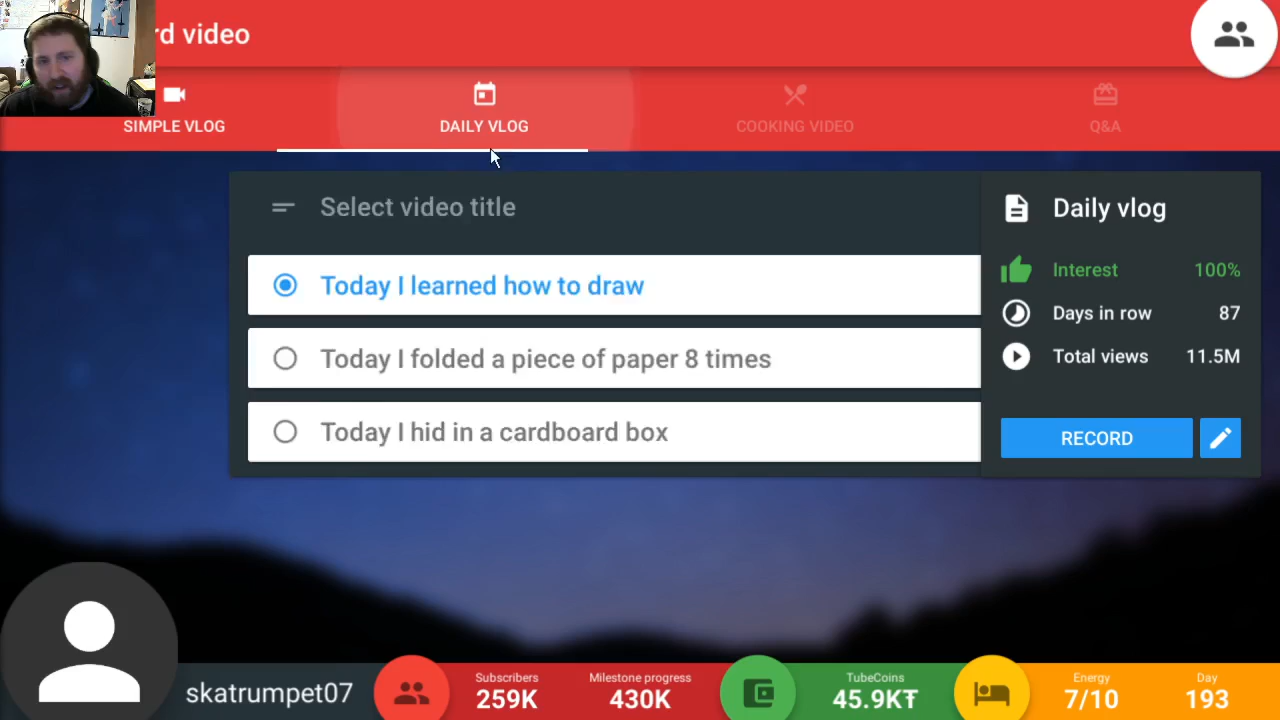 rd video
SIMPLE VLOG
DAILY VLOG
COOKING VIDEO
Q&A
Select video title
Today I learned how to draw
Today I folded a piece of paper 8 times
Today I hid in a cardboard box
Daily vlog
Interest 100%
Days in row 87
Total views 11.5M
RECORD
skatrumpet07
Subscribers
259K
Milestone progress
430K
TubeCoins
45.9KŦ
Energy
7/10
Day
193